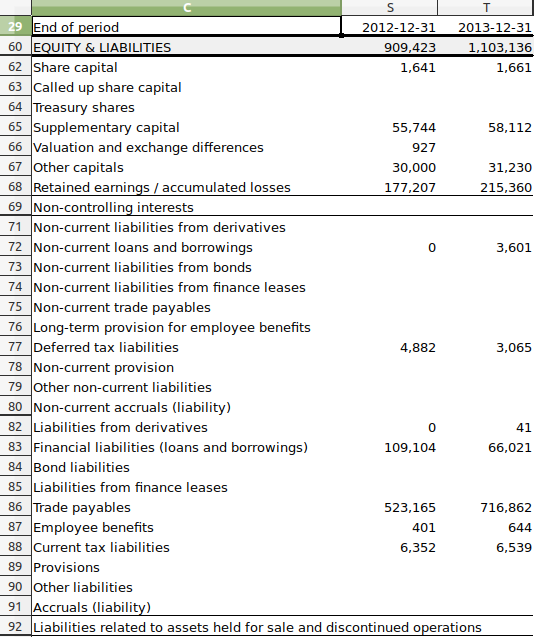 C S T
29 End of period 2012-12-31 2013-12-31
60 EQUITY & LIABILITIES 909,423 1,103,136
62 Share capital 1,641 1,661
63 Called up share capital
64 Treasury shares
65 Supplementary capital 55,744 58,112
66 Valuation and exchange differences 927
67 Other capitals 30,000 31,230
68 Retained earnings / accumulated losses 177,207 215,360
69 Non-controlling interests
71 Non-current liabilities from derivatives
72 Non-current loans and borrowings 0 3,601
73 Non-current liabilities from bonds
74 Non-current liabilities from finance leases
75 Non-current trade payables
76 Long-term provision for employee benefits
77 Deferred tax liabilities 4,882 3,065
78 Non-current provision
79 Other non-current liabilities
80 Non-current accruals (liability)
82 Liabilities from derivatives 0 41
83 Financial liabilities (loans and borrowings) 109,104 66,021
84 Bond liabilities
85 Liabilities from finance leases
86 Trade payables 523,165 716,862
87 Employee benefits 401 644
88 Current tax liabilities 6,352 6,539
89 Provisions
90 Other liabilities
91 Accruals (liability)
92 Liabilities related to assets held for sale and discontinued operations